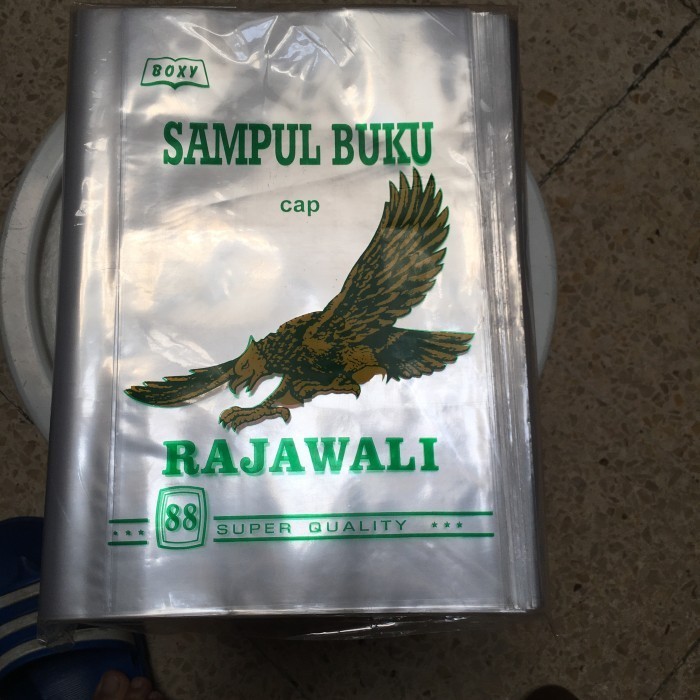 BOXY
SAMPUL BUKU
cap
RAJAWALI
*** 88 SUPER QUALITY ***